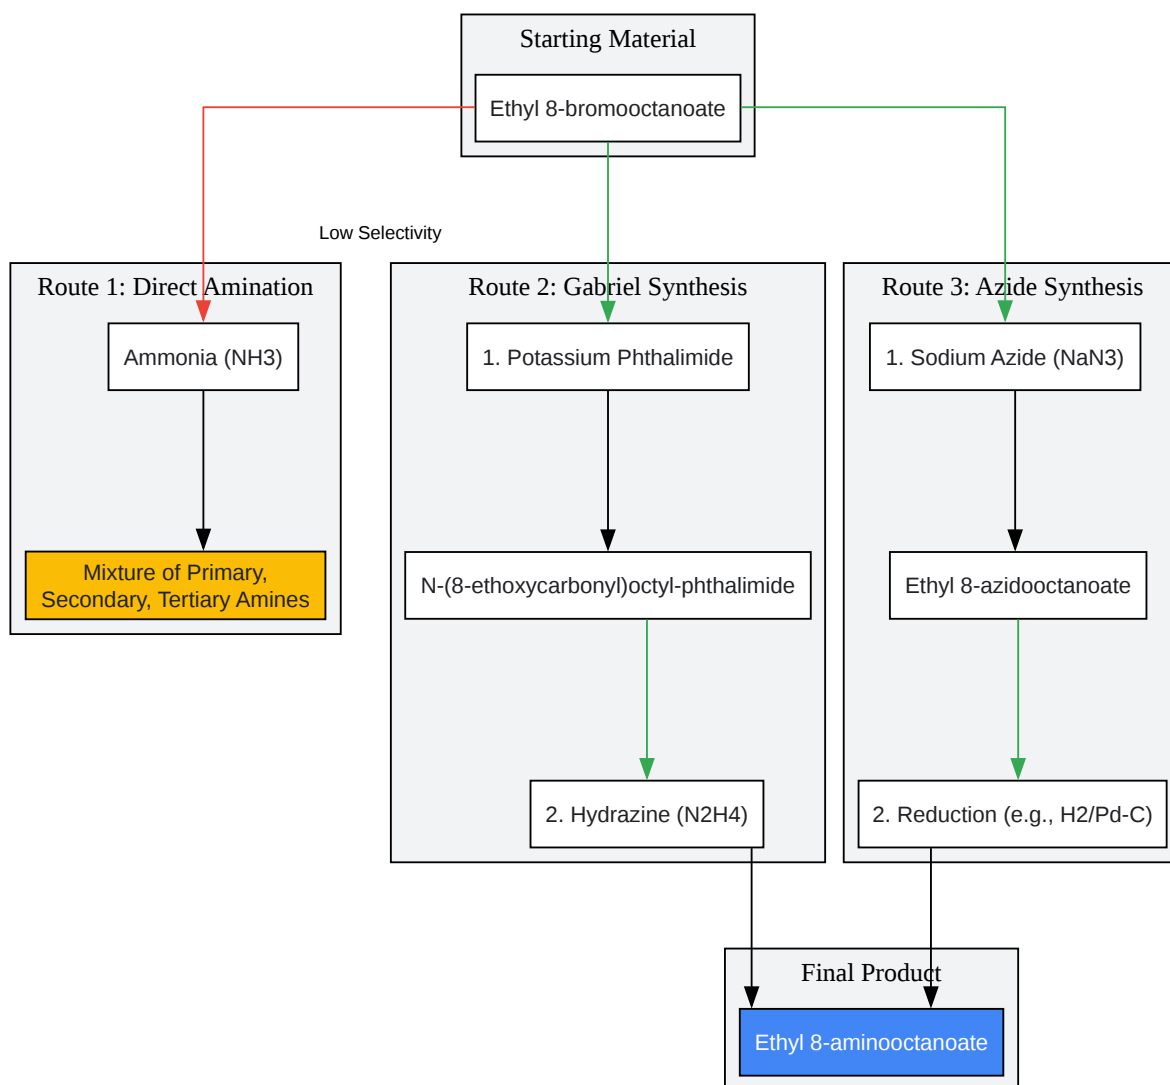 Starting Material
Ethyl 8-bromooctanoate
Low Selectivity
Route 1: Direct Amination
Ammonia (NH3)
Mixture of Primary,
Secondary, Tertiary Amines
Route 2: Gabriel Synthesis
1. Potassium Phthalimide
N-(8-ethoxycarbonyl)octyl-phthalimide
2. Hydrazine (N2H4)
Route 3: Azide Synthesis
1. Sodium Azide (NaN3)
Ethyl 8-azidooctanoate
2. Reduction (e.g., H2/Pd-C)
Final Product
Ethyl 8-aminooctanoate